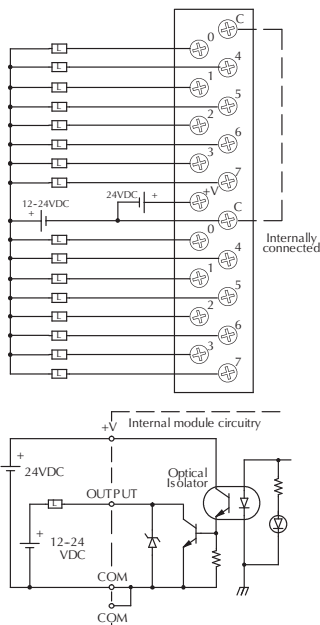 C
0
L
4
L
1
L
5
L
2
L
6
L
3
L
7
L
24VDC +
+V
12-24VDC
+
C
0
L
4
L
Internally
connected
1
L
5
L
2
L
6
L
3
L
7
L
+V
Internal module circuitry
+
24VDC
Optical
Isolator
OUTPUT
L
+
12-24
VDC
COM
COM